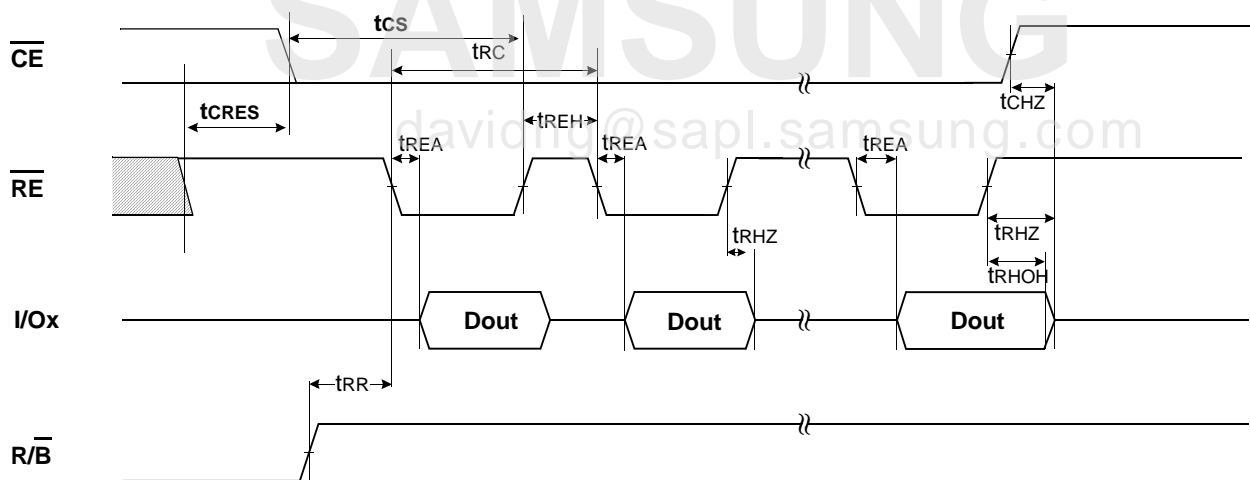 SAMSUNG
tCS
CE
tRC
tCRES
tCHZ
davidng@sapl.samsung.com
tREH
tREA
tREA
tREA
RE
tRHZ
tRHZ
tRHOH
I/Ox
Dout
Dout
Dout
tRR
R/B